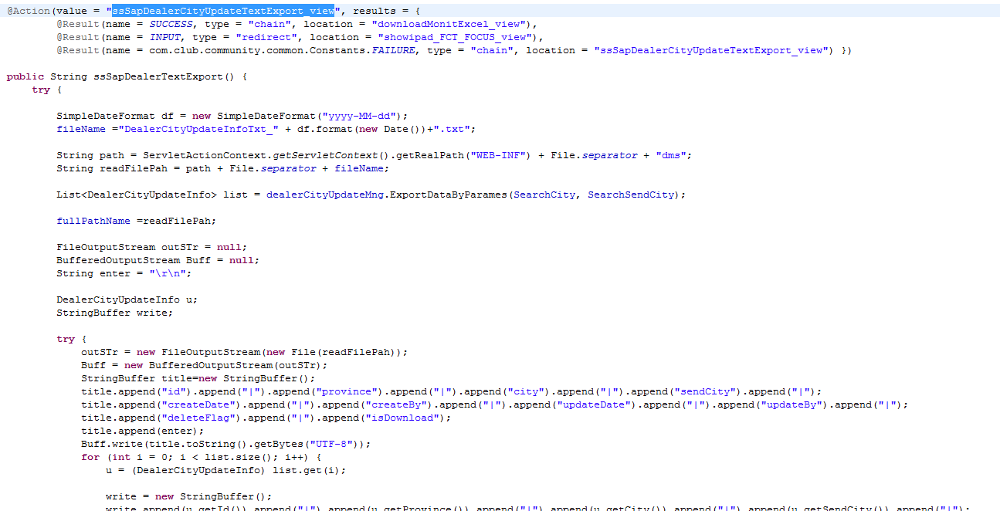 @Action(value = "ssSapDealerCityUpdateTextExport_view", results = {
@Result(name = SUCCESS, type = "chain", location = "downloadMonitExcel_view"),
@Result(name = INPUT, type = "redirect", location = "showipad_FCT_FOCUS_view"),
@Result(name = com.club.community.common.Constants.FAILURE, type = "chain", location = "ssSapDealerCityUpdateTextExport_view") })
public String ssSapDealerTextExport() {
try {
SimpleDateFormat df = new SimpleDateFormat("yyyy-MM-dd");
fileName ="DealerCityUpdateInfoTxt_" + df.format(new Date())+".txt";
String path = ServletActionContext.getServletContext().getRealPath("WEB-INF") + File.separator + "dms";
String readFilePah = path + File.separator + fileName;
List<DealerCityUpdateInfo> list = dealerCityUpdateMng.ExportDataByParames(SearchCity, SearchSendCity);
fullPathName =readFilePah;
FileOutputStream outSTr = null;
BufferedOutputStream Buff = null;
String enter = "\r\n";
DealerCityUpdateInfo u;
StringBuffer write;
try {
outSTr = new FileOutputStream(new File(readFilePah));
Buff = new BufferedOutputStream(outSTr);
StringBuffer title=new StringBuffer();
title.append("id").append("|").append("province").append("|").append("city").append("|").append("sendCity").append("|");
title.append("createDate").append("|").append("createBy").append("|").append("updateDate").append("|").append("updateBy").append("|");
title.append("deleteFlag").append("|").append("isDownload");
title.append(enter);
Buff.write(title.toString().getBytes("UTF-8"));
for (int i = 0; i < list.size(); i++) {
u = (DealerCityUpdateInfo) list.get(i);
write = new StringBuffer();
write.append(u.getId()).append("|").append(u.getProvince()).append("|").append(u.getCity()).append("|").append(u.getSendCity()).append("|");